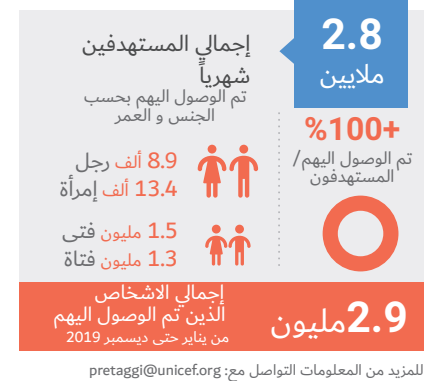 2.8
ملايين
إجمالي المستهدفين
شهرياً
تم الوصول اليهم بحسب
الجنس و العمر
%100+
تم الوصول اليهم/
المستهدفون
8.9 ألف رجل
13.4 ألف إمرأة
1.5 مليون فتى
1.3 مليون فتاة
2.9مليون
إجمالي الاشخاص
الذين تم الوصول اليهم
من يناير حتى ديسمبر 2019
للمزيد من المعلومات التواصل مع: pretaggi@unicef.org